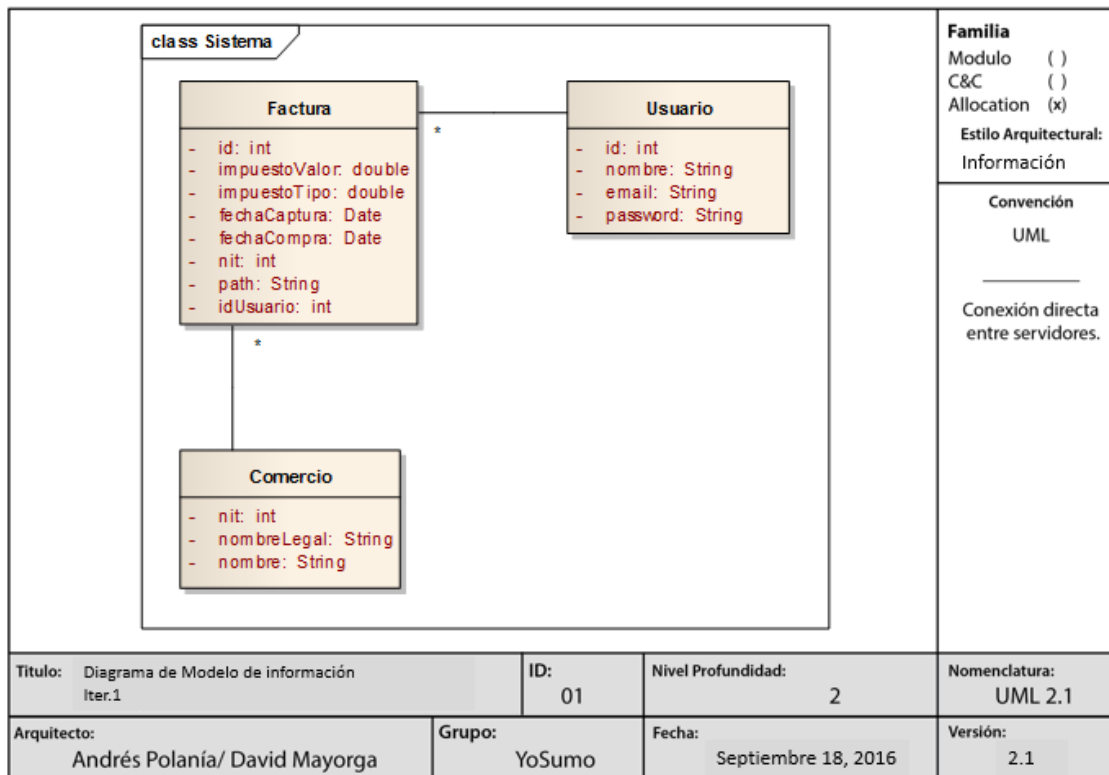 class Sistema
Factura
- id: int
- impuestoValor: double
- impuestoTipo: double
- fechaCaptura: Date
- fechaCompra: Date
- nit: int
- path: String
- idUsuario: int
*
*
Usuario
- id: int
- nombre: String
- email: String
- password: String
Comercio
- nit: int
- nombreLegal: String
- nombre: String
Familia
Modulo ( )
C&C ( )
Allocation (x)
Estilo Arquitectural:
Información
Convención
UML
Conexión directa
entre servidores.
Titulo: Diagrama de Modelo de información
Iter.1
ID:
01
Nivel Profundidad:
2
Nomenclatura:
UML 2.1
Arquitecto:
Andrés Polanía/ David Mayorga
Grupo:
YoSumo
Fecha:
Septiembre 18, 2016
Versión:
2.1